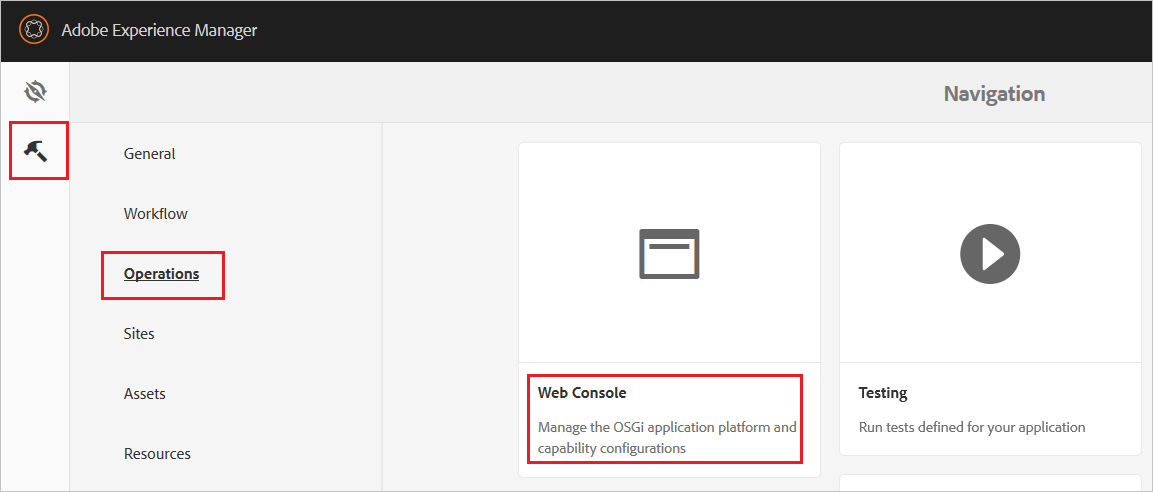 Adobe Experience Manager
Navigation
General
Workflow
Operations
Sites
Assets
Resources
Web Console
Manage the OSGi application platform and
capability configurations
Testing
Run tests defined for your application